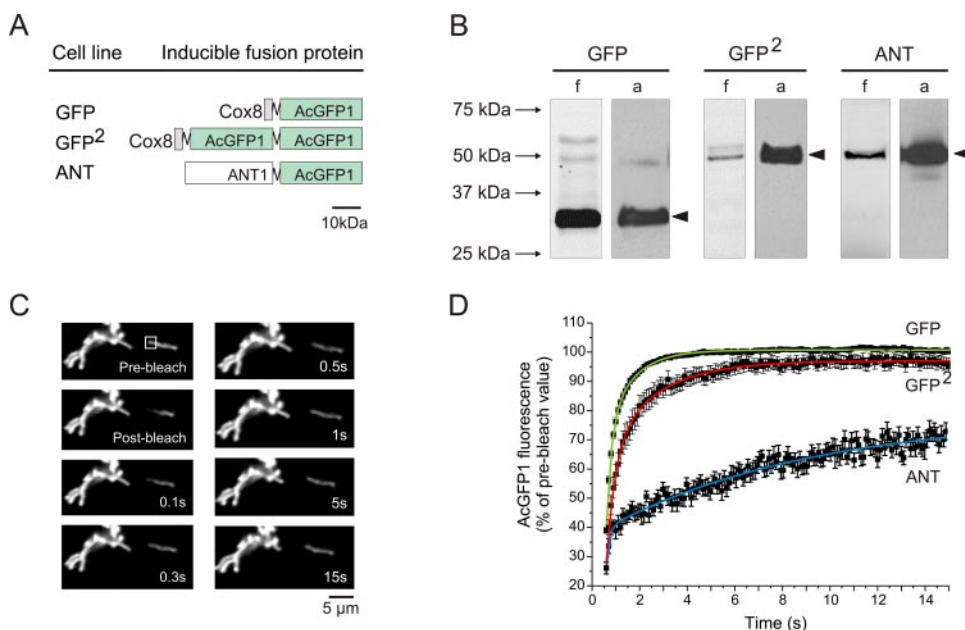 A
Cell line Inducible fusion protein
GFP Cox8 AcGFP1
GFP² Cox8 AcGFP1 AcGFP1
ANT ANT1 AcGFP1
10kDa
B
GFP GFP² ANT
f a f a f a
75 kDa
50 kDa
37 kDa
25 kDa
C
Pre-bleach
Post-bleach
0.1s
0.3s
0.5s
1s
5s
15s
5 µm
D
AcGFP1 fluorescence
(% of pre-bleach value)
110
100
90
80
70
60
50
40
30
20
GFP
GFP²
ANT
0 2 4 6 8 10 12 14
Time (s)